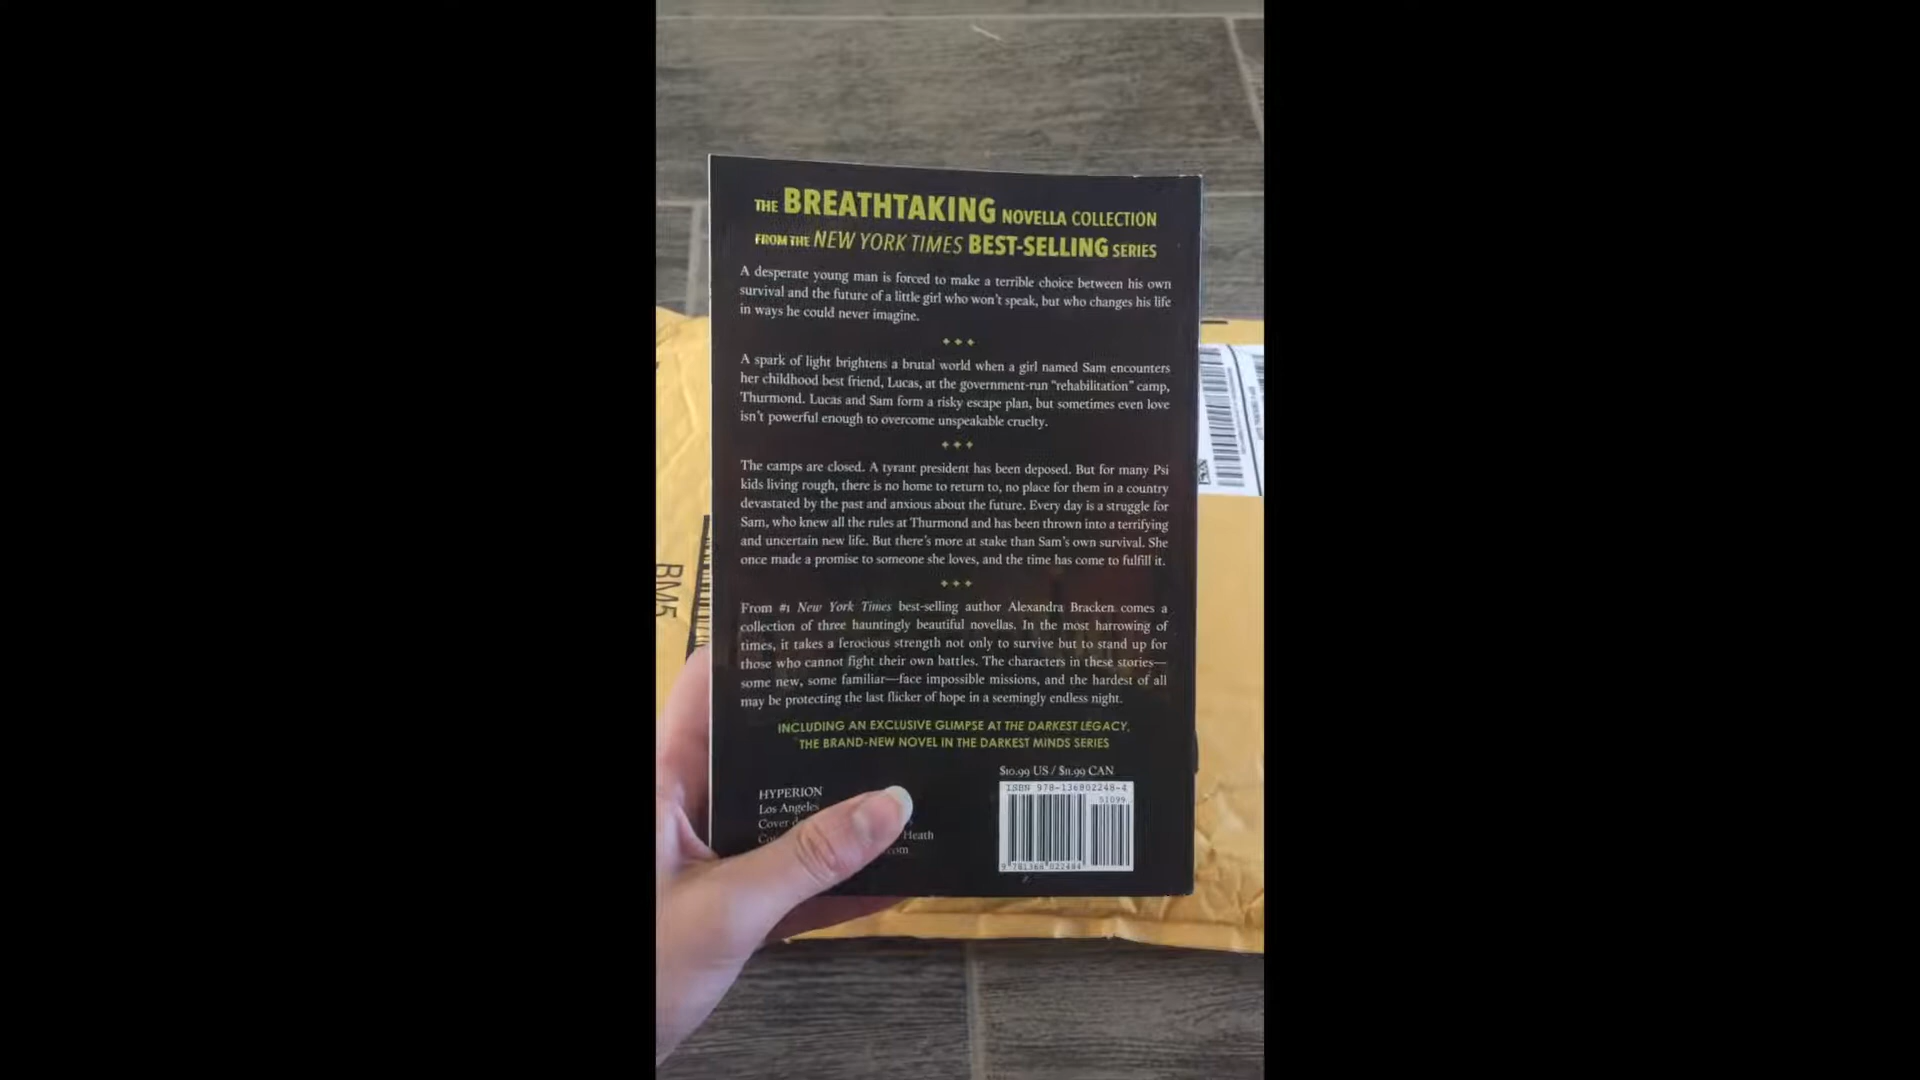 THE BREATHTAKING NOVELLA COLLECTION
FROM THE NEW YORK TIMES BEST-SELLING SERIES
A desperate young man is forced to make a terrible choice between his own
survival and the future of a little girl who won't speak, but who changes his life
in ways he could never imagine.
A spark of light brightens a brutal world when a girl named Sam encounters
her childhood best friend, Lucas, at the government-run "rehabilitation" camp,
Thurmond. Lucas and Sam form a risky escape plan, but sometimes even love
isn't powerful enough to overcome unspeakable cruelty.
The camps are closed. A tyrant president has been deposed. But for many Psi
kids living rough, there is no home to return to, no place for them in a country
devastated by the past and anxious about the future. Every day is a struggle for
Sam, who knew all the rules at Thurmond and has been thrown into a terrifying
and uncertain new life. But there's more at stake than Sam's own survival. She
once made a promise to someone she loves, and the time has come to fulfill it.
From #1 New York Times best-selling author Alexandra Bracken comes a
collection of three hauntingly beautiful novellas. In the most harrowing of
times, it takes a ferocious strength not only to survive but to stand up for
those who cannot fight their own battles. The characters in these stories—
some new, some familiar—face impossible missions, and the hardest of all
may be protecting the last flicker of hope in a seemingly endless night.
INCLUDING AN EXCLUSIVE GLIMPSE AT THE DARKEST LEGACY,
THE BRAND-NEW NOVEL IN THE DARKEST MINDS SERIES
$10.99 US / $11.99 CAN
ISBN 978-136802248-4
51099
9 781368 022484
HYPERION
Los Angeles
Cover
Heath
.com
BM5